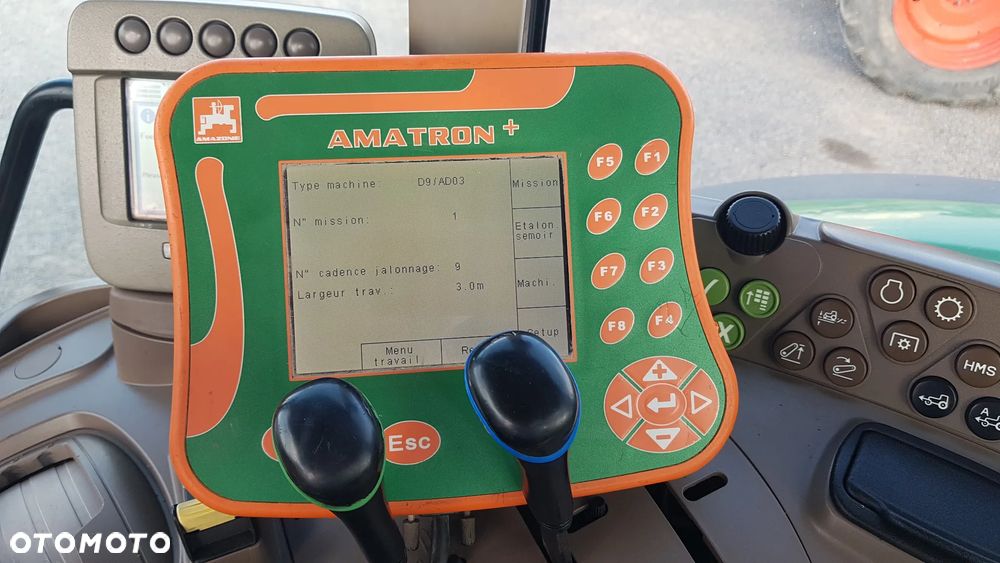 AMAZONE
AMATRON+
Type machine: D9/AD03
Mission
N° mission: 1
Etalon.
semoir
N° cadence jalonnage: 9
Machi.
Largeur trav.: 3.0m
Setup
Menu
travail
F5 F1
F6 F2
F7 F3
F8 F4
Esc
HMS
A
OTOMOTO